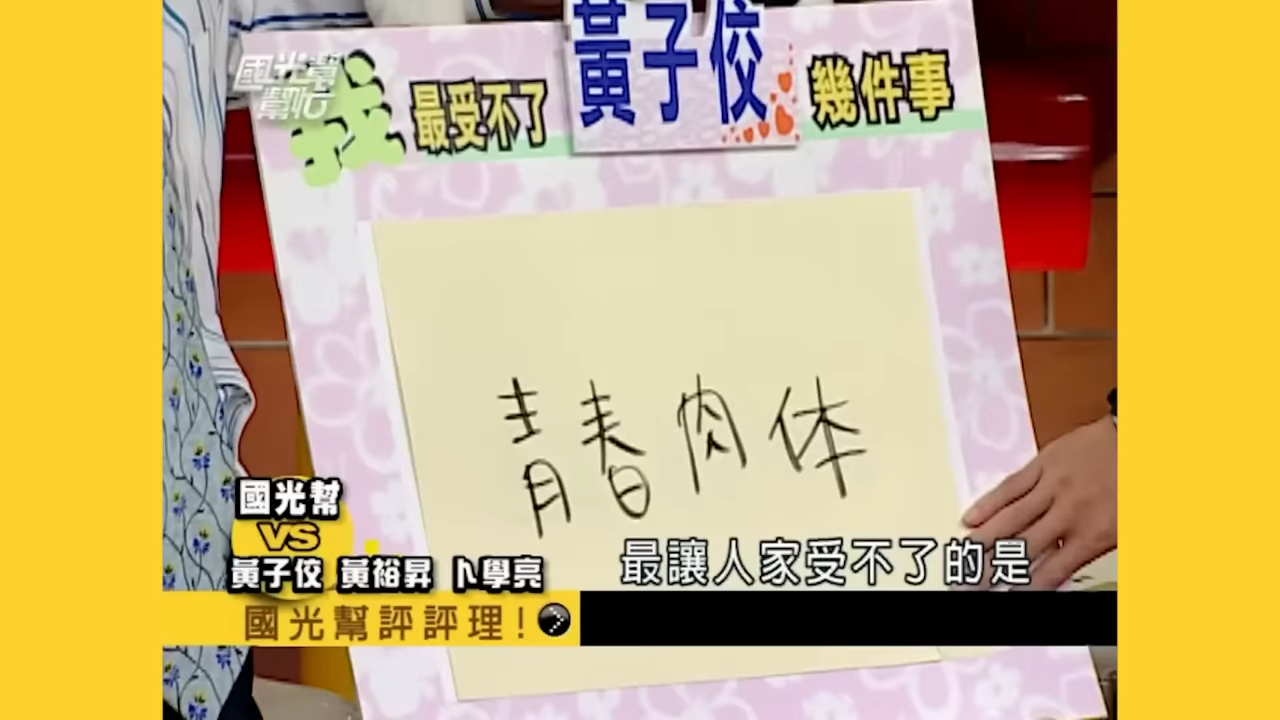 國光幫幫忙
我最受不了黃子佼幾件事
青春肉体
最讓人家受不了的是
國光幫
VS
黃子佼 黃裕昇 卜學亮
國光幫評評理!